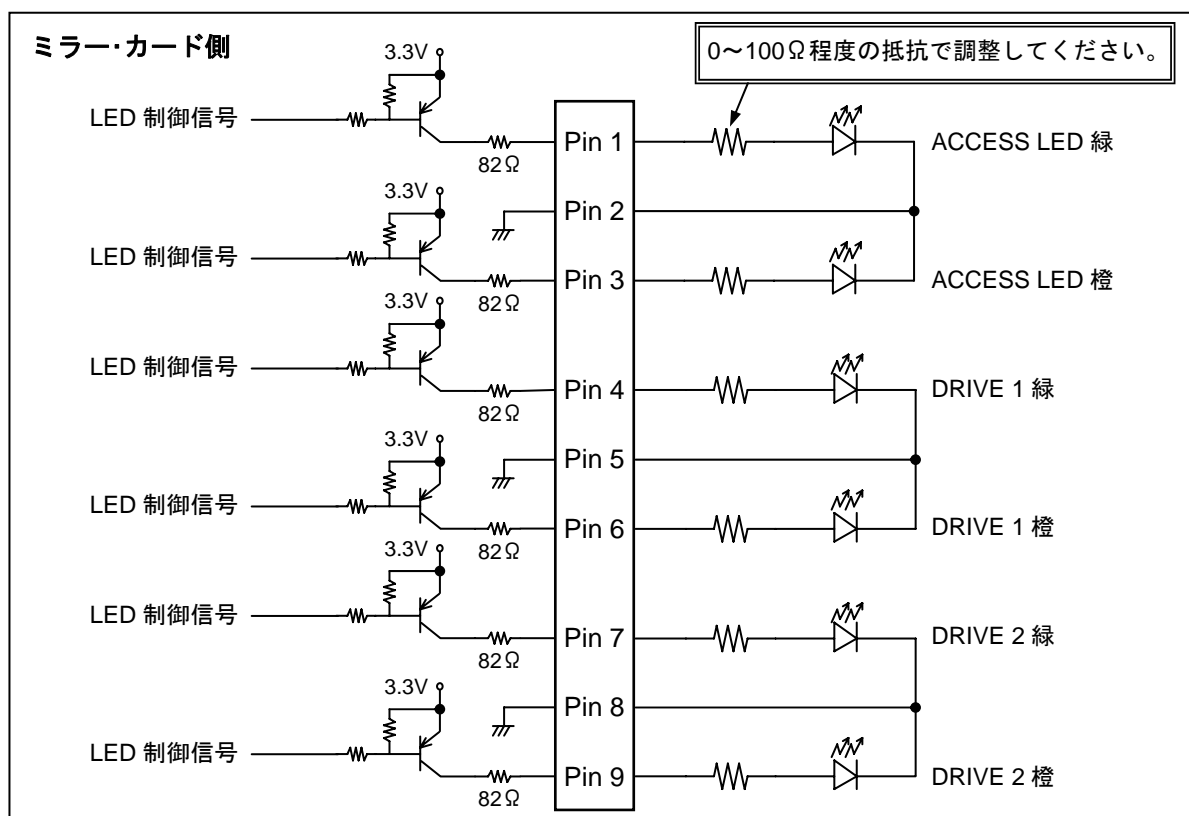 ミラー・カード側
0～100Ω程度の抵抗で調整してください。
3.3V
LED 制御信号
82Ω
Pin 1
ACCESS LED 緑
3.3V
Pin 2
LED 制御信号
82Ω
Pin 3
ACCESS LED 橙
3.3V
LED 制御信号
82Ω
Pin 4
DRIVE 1 緑
3.3V
Pin 5
LED 制御信号
82Ω
Pin 6
DRIVE 1 橙
3.3V
LED 制御信号
82Ω
Pin 7
DRIVE 2 緑
3.3V
Pin 8
LED 制御信号
82Ω
Pin 9
DRIVE 2 橙